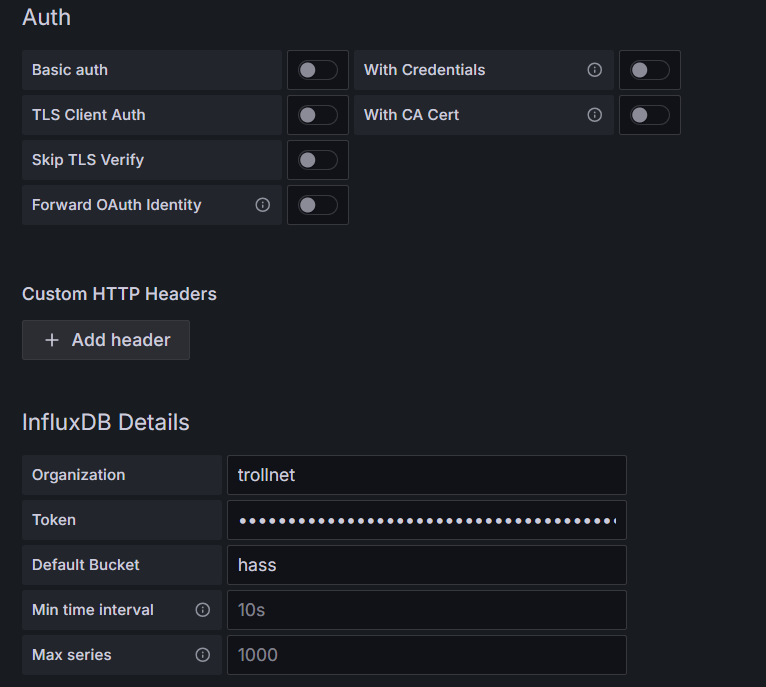 Auth
Basic auth
With Credentials
TLS Client Auth
With CA Cert
Skip TLS Verify
Forward OAuth Identity
Custom HTTP Headers
+ Add header
InfluxDB Details
Organization trollnet
Token ••••••••••••••••••••••••••••••••••••••
Default Bucket hass
Min time interval 10s
Max series 1000